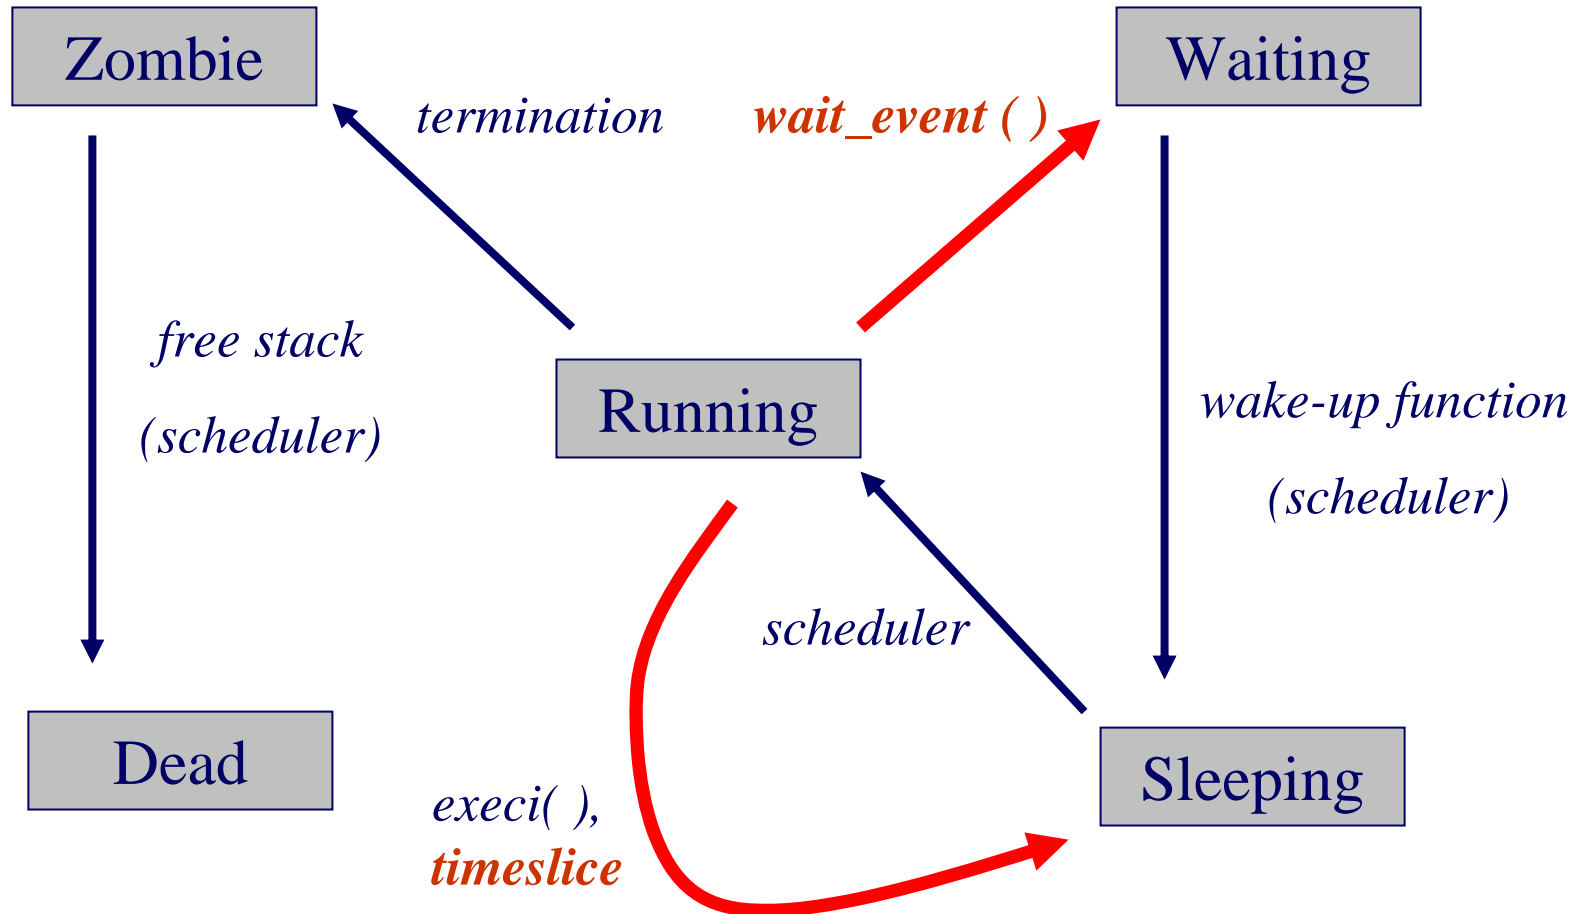 Zombie
Waiting
termination
wait_event ( )
free stack
(scheduler)
Running
wake-up function
(scheduler)
scheduler
Dead
Sleeping
execi( ),
timeslice